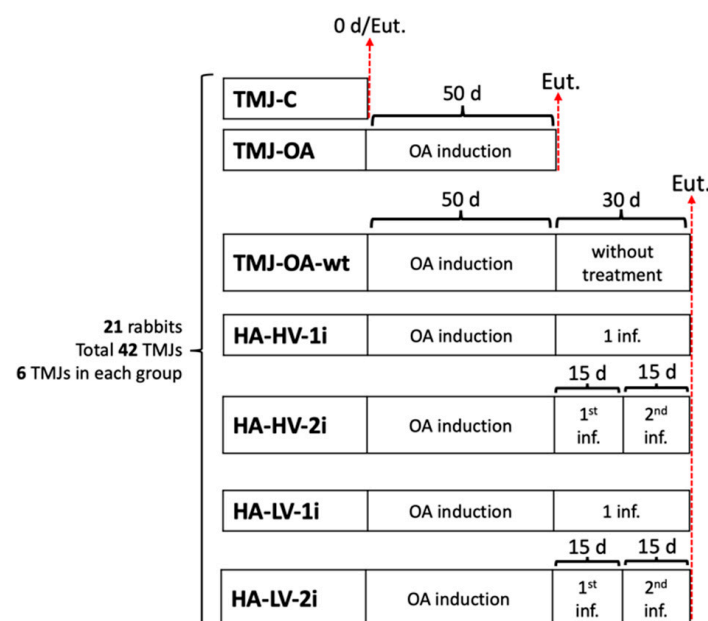 0 d/Eut.
Eut.
TMJ-C
50 d
TMJ-OA
OA induction
Eut.
50 d
30 d
TMJ-OA-wt
OA induction
without
treatment
21 rabbits
Total 42 TMJs
6 TMJs in each group
HA-HV-1i
OA induction
1 inf.
15 d
15 d
HA-HV-2i
OA induction
1st
inf.
2nd
inf.
HA-LV-1i
OA induction
1 inf.
15 d
15 d
HA-LV-2i
OA induction
1st
inf.
2nd
inf.